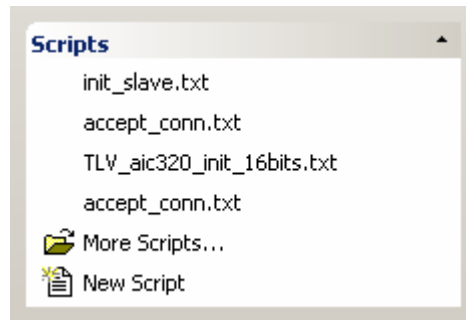 Scripts
init_slave.txt
accept_conn.txt
TLV_aic320_init_16bits.txt
accept_conn.txt
More Scripts...
New Script